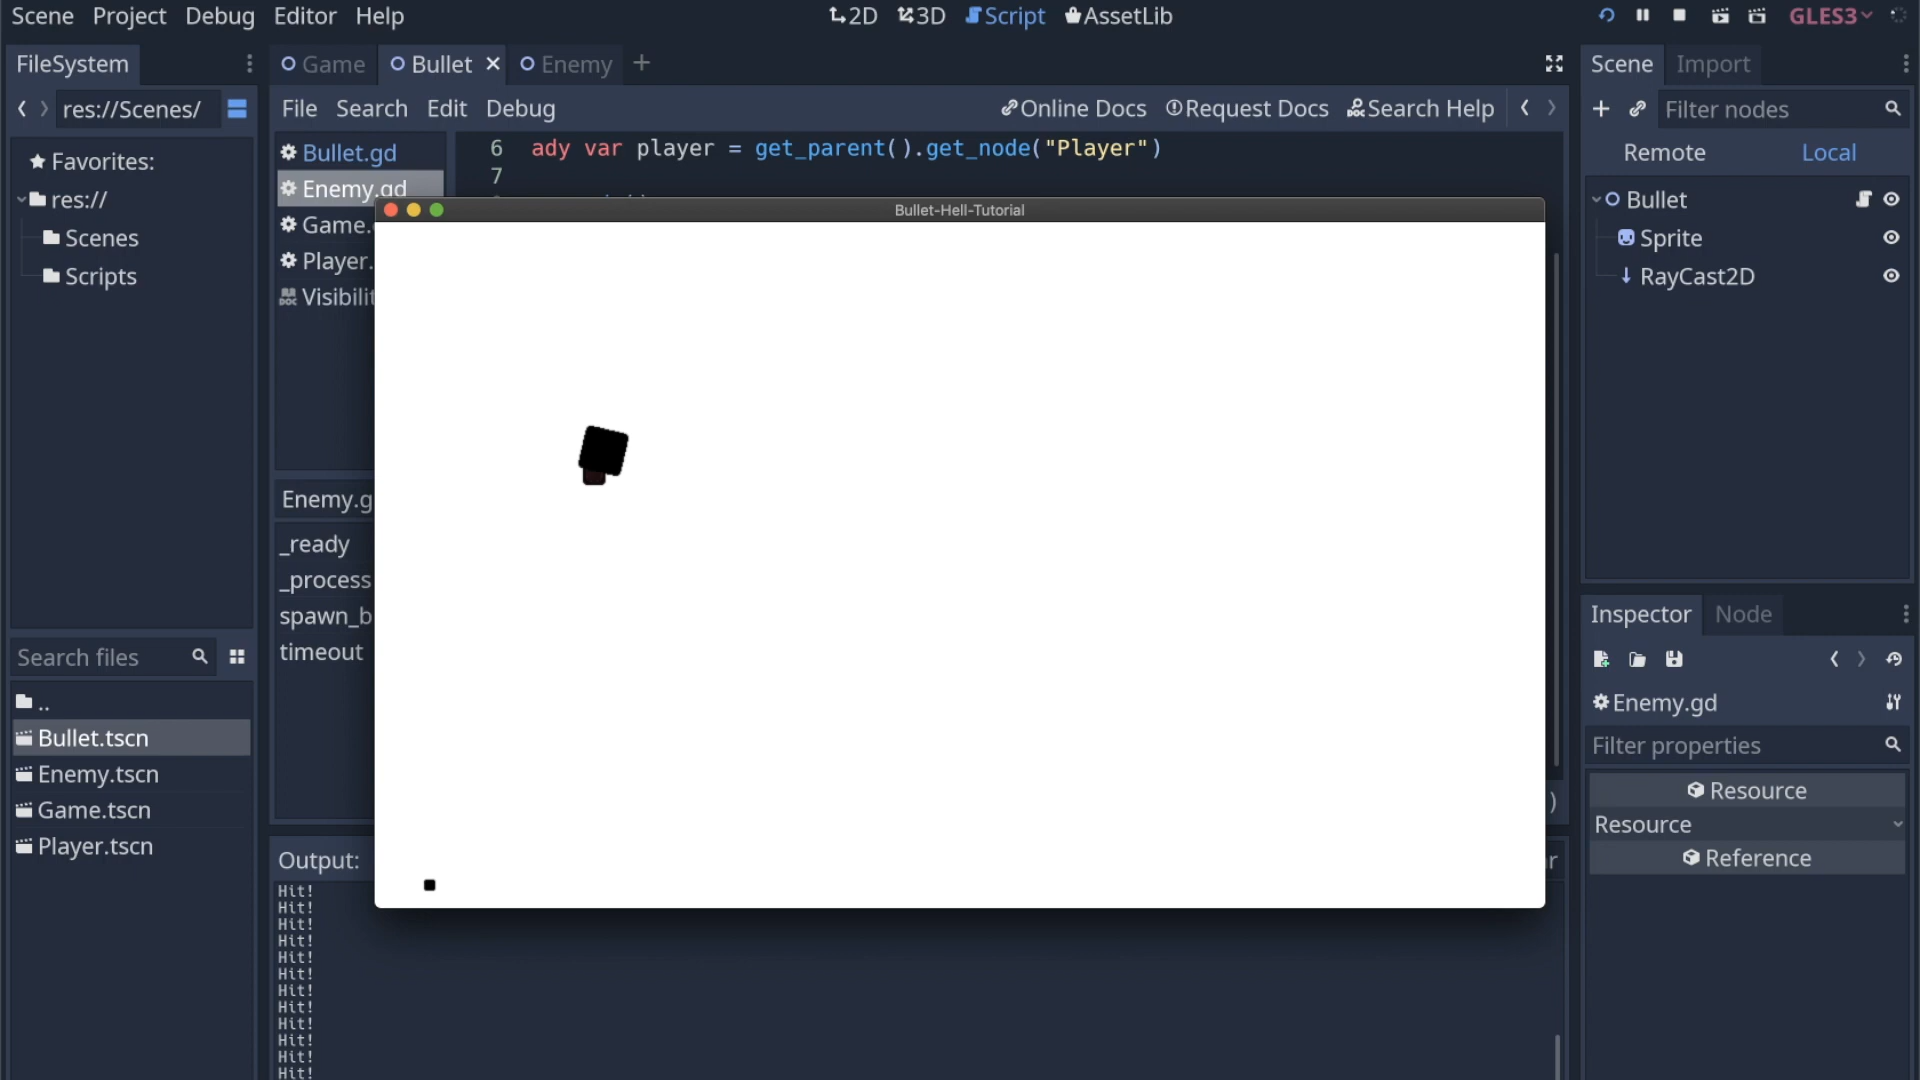 Scene Project Debug Editor Help 2D 3D Script AssetLib GLES3
FileSystem Game Bullet Enemy Scene Import
res://Scenes/ File Search Edit Debug Online Docs Request Docs Search Help Filter nodes
Favorites:
res://
Scenes
Scripts
Bullet.gd
Enemy.gd
Game.
Player.
Visibilit
6 ady var player = get_parent().get_node("Player")
7
Remote Local
Bullet
Sprite
RayCast2D
Bullet-Hell-Tutorial
Enemy.g
_ready
_process
spawn_b
timeout
Search files
..
Bullet.tscn
Enemy.tscn
Game.tscn
Player.tscn
Inspector Node
Enemy.gd
Filter properties
Resource
Resource
Reference
Output:
Hit!
Hit!
Hit!
Hit!
Hit!
Hit!
Hit!
Hit!
Hit!
Hit!
Hit!
Hit!